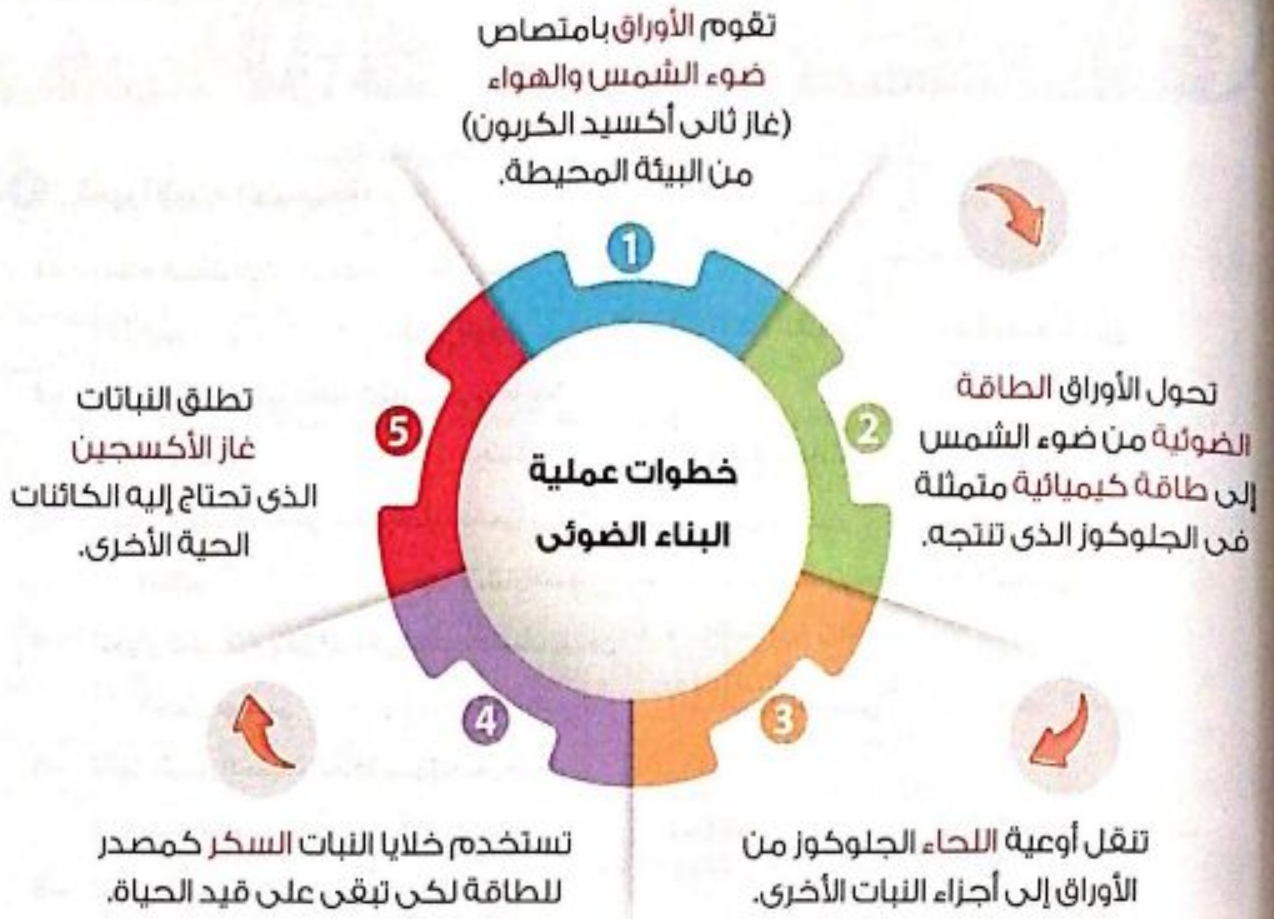 تقوم الأوراق بامتصاص
ضوء الشمس والهواء
(غاز ثانى أكسيد الكربون)
من البيئة المحيطة.
1
تحول الأوراق الطاقة
الضوئية من ضوء الشمس
إلى طاقة كيميائية متمثلة
فى الجلوكوز الذى تنتجه.
2
تنقل أوعية اللحاء الجلوكوز من
الأوراق إلى أجزاء النبات الأخرى.
3
تستخدم خلايا النبات السكر كمصدر
للطاقة لكى تبقى على قيد الحياة.
4
تطلق النباتات
غاز الأكسجين
الذى تحتاج إليه الكائنات
الحية الأخرى.
5
خطوات عملية
البناء الضوئى